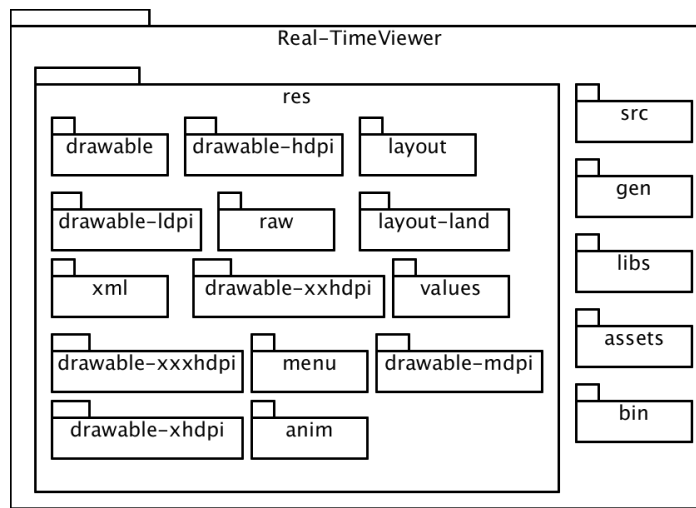 Real-TimeViewer
res
drawable
drawable-hdpi
layout
drawable-ldpi
raw
layout-land
xml
drawable-xxhdpi
values
drawable-xxxhdpi
menu
drawable-mdpi
drawable-xhdpi
anim
src
gen
libs
assets
bin